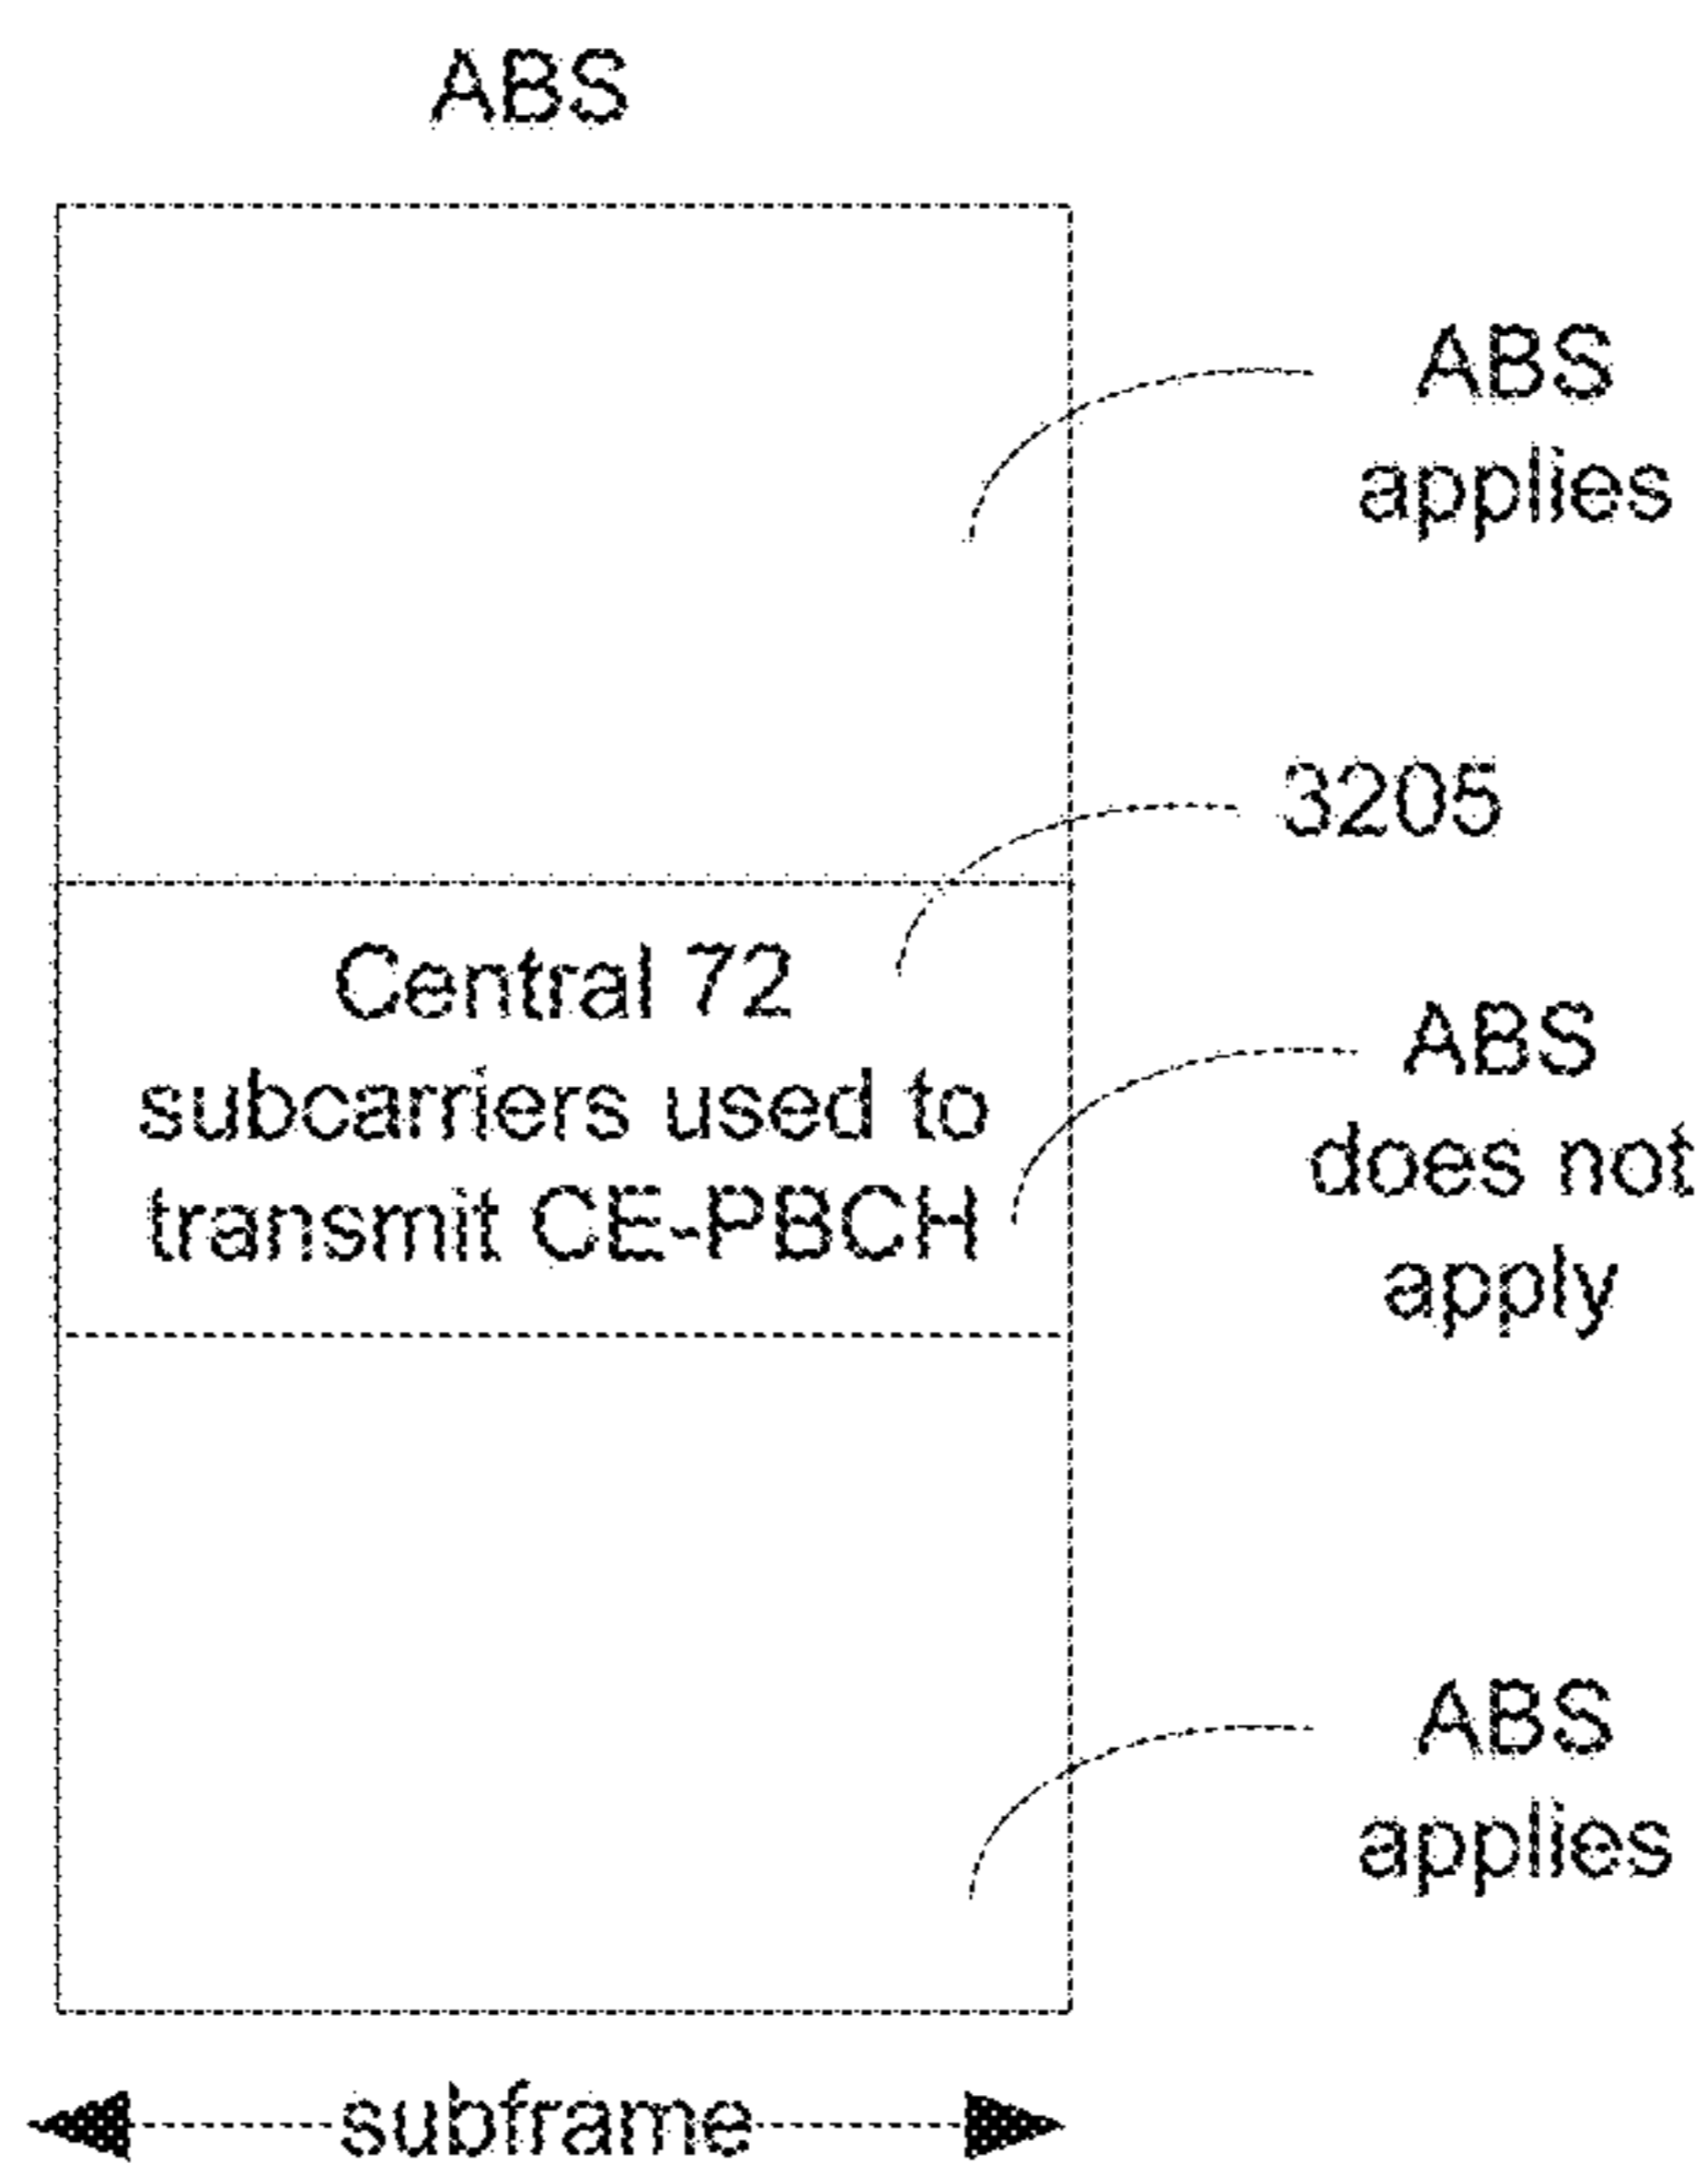 ABS
ABS
applies
3205
Central 72
subcarriers used to
transmit CE-PBCH
ABS
does not
apply
ABS
applies
subframe